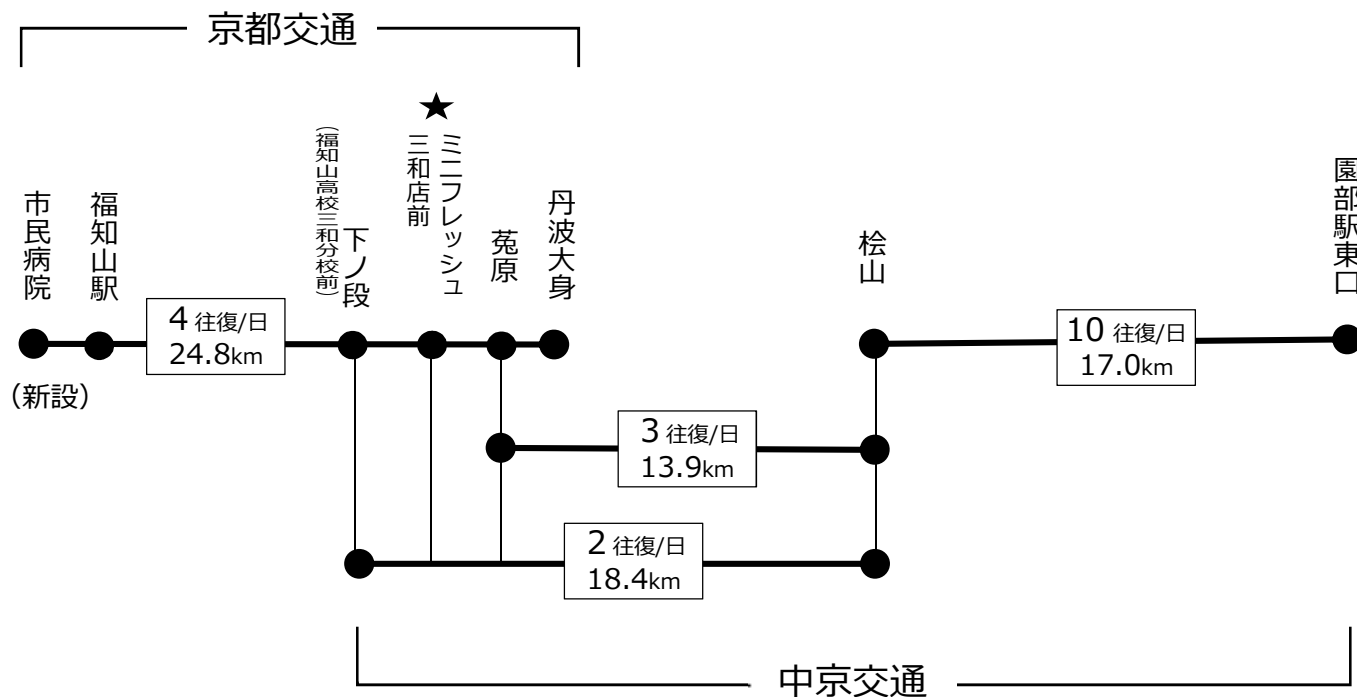 京都交通
★
市民病院
福知山駅
下ノ段
(福知山高校三和分校前)
ミニフレッシュ
三和店前
菟原
丹波大身
桧山
園部駅東口
4 往復/日
24.8km
10 往復/日
17.0km
(新設)
3 往復/日
13.9km
2 往復/日
18.4km
中京交通